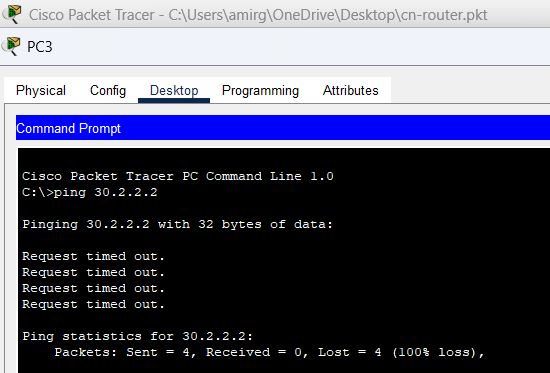 Cisco Packet Tracer - C:\Users\amirg\OneDrive\Desktop\cn-router.pkt
PC3
Physical Config Desktop Programming Attributes
Command Prompt
Cisco Packet Tracer PC Command Line 1.0
C:\>ping 30.2.2.2
Pinging 30.2.2.2 with 32 bytes of data:
Request timed out.
Request timed out.
Request timed out.
Request timed out.
Ping statistics for 30.2.2.2:
Packets: Sent = 4, Received = 0, Lost = 4 (100% loss),